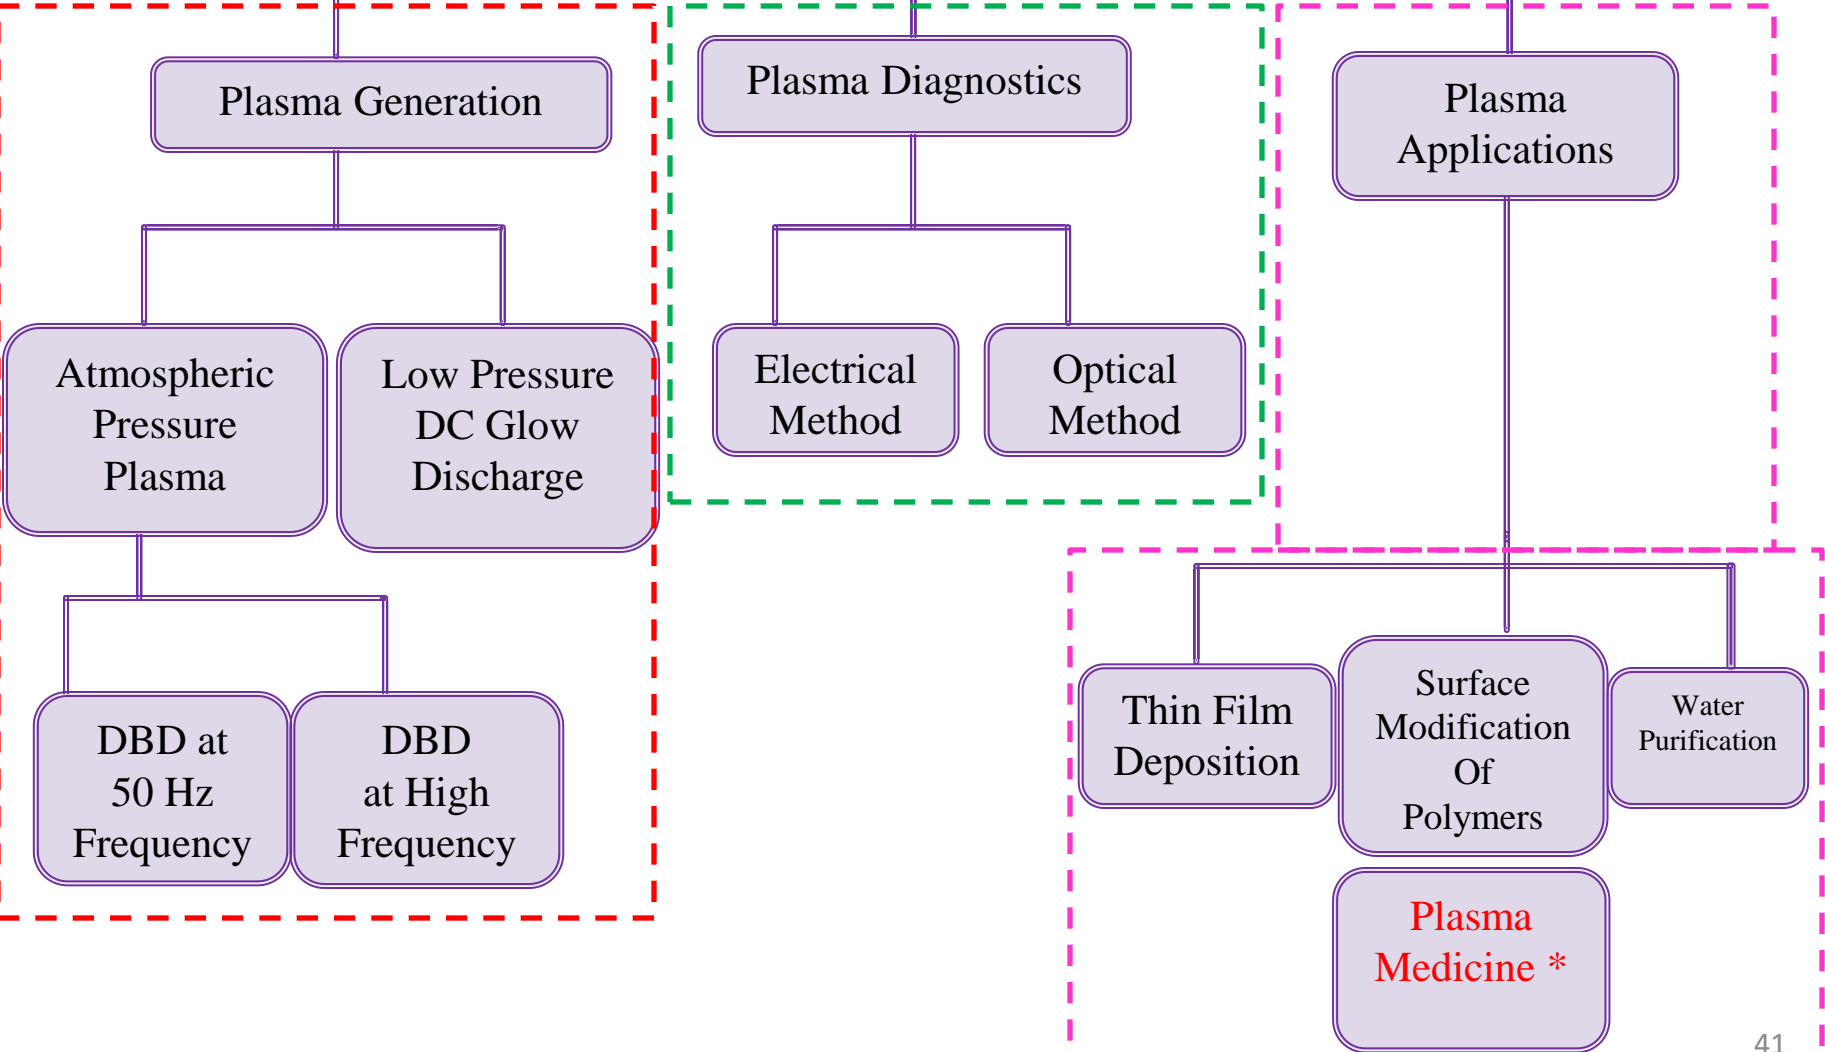 Plasma Generation
Plasma Diagnostics
Plasma
Applications
Atmospheric
Pressure
Plasma
Low Pressure
DC Glow
Discharge
Electrical
Method
Optical
Method
DBD at
50 Hz
Frequency
DBD
at High
Frequency
Thin Film
Deposition
Surface
Modification
Of
Polymers
Water
Purification
Plasma
Medicine *
41